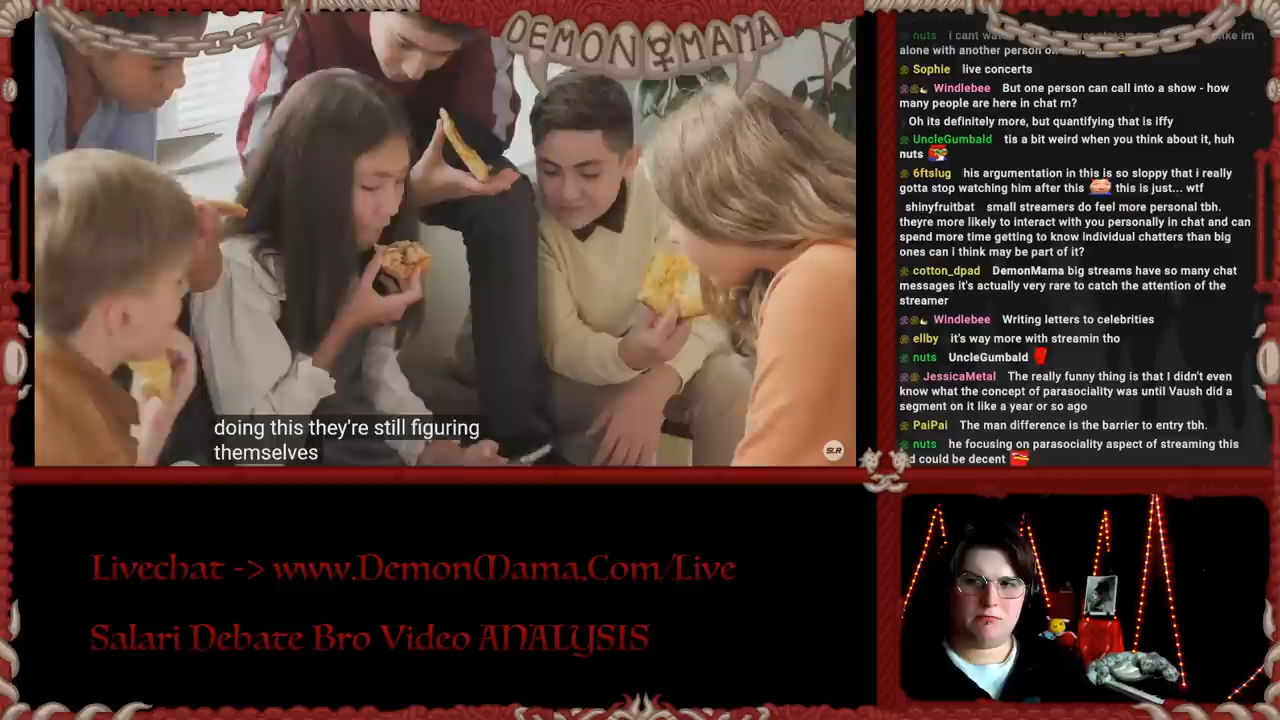 DEMON MAMA
nuts i cant
alone with another person
Sophie live concerts
Windlebee But one person can call into a show - how
many people are here in chat rn?
Oh its definitely more, but quantifying that is iffy
UncleGumbald tis a bit weird when you think about it, huh
nuts
6ftslug his argumentation in this is so sloppy that i really
gotta stop watching him after this this is just... wtf
shinyfruitbat small streamers do feel more personal tbh.
theyre more likely to interact with you personally in chat and can
spend more time getting to know individual chatters than big
ones can i think may be part of it?
cotton_dpad DemonMama big streams have so many chat
messages it's actually very rare to catch the attention of the
streamer
Windlebee Writing letters to celebrities
ellby it's way more with streamin tho
nuts UncleGumbald
JessicaMetal The really funny thing is that I didn't even
know what the concept of parasociality was until Vaush did a
segment on it like a year or so ago
PaiPai The man difference is the barrier to entry tbh.
nuts he focusing on parasociality aspect of streaming this
could be decent
doing this they're still figuring
themselves
SLR
Livechat -> www.DemonMama.Com/Live
Salari Debate Bro Video ANALYSIS